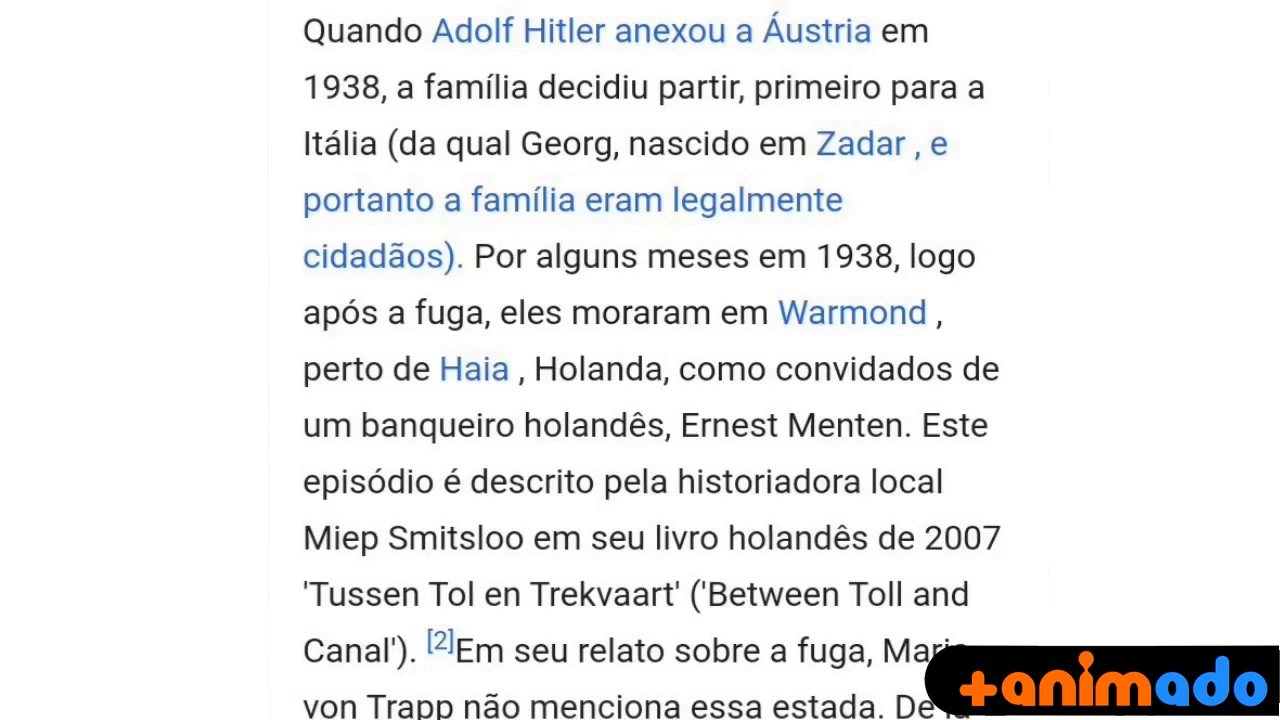 Quando Adolf Hitler anexou a Áustria em
1938, a família decidiu partir, primeiro para a
Itália (da qual Georg, nascido em Zadar , e
portanto a família eram legalmente
cidadãos). Por alguns meses em 1938, logo
após a fuga, eles moraram em Warmond ,
perto de Haia , Holanda, como convidados de
um banqueiro holandês, Ernest Menten. Este
episódio é descrito pela historiadora local
Miep Smitsloo em seu livro holandês de 2007
'Tussen Tol en Trekvaart' ('Between Toll and
Canal'). [2]Em seu relato sobre a fuga, Maria
von Trapp não menciona essa estada. De lá
+animado